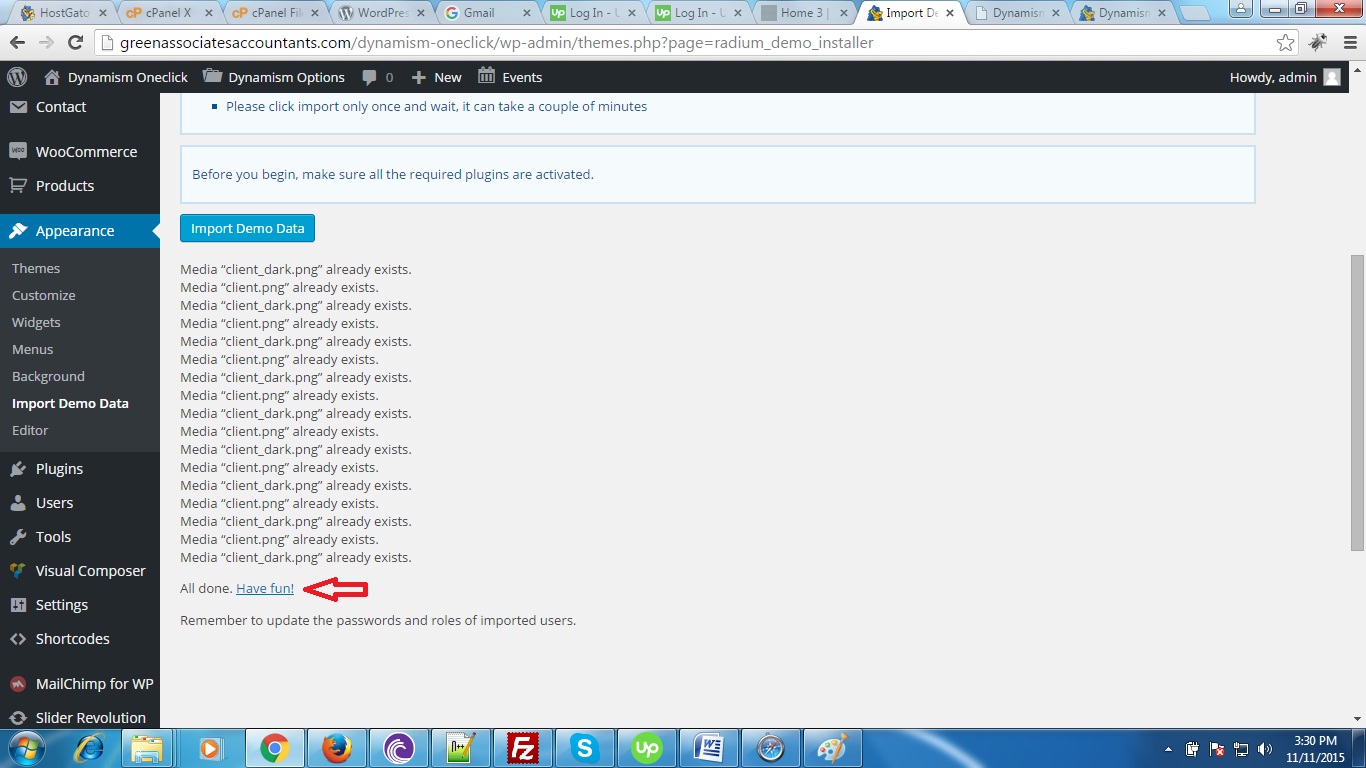 HostGato
cPanel X
cPanel File
WordPres
Gmail
Log In - U
Log In - U
Home 3 |
Import De
Dynamism
Dynamism
greenassociatesaccountants.com/dynamism-oneclick/wp-admin/themes.php?page=radium_demo_installer
Dynamism Oneclick
Dynamism Options
0
New
Events
Howdy, admin
Contact
WooCommerce
Products
Appearance
Themes
Customize
Widgets
Menus
Background
Import Demo Data
Editor
Plugins
Users
Tools
Visual Composer
Settings
Shortcodes
MailChimp for WP
Slider Revolution
Please click import only once and wait, it can take a couple of minutes
Before you begin, make sure all the required plugins are activated.
Import Demo Data
Media “client_dark.png” already exists.
Media “client.png” already exists.
Media “client_dark.png” already exists.
Media “client.png” already exists.
Media “client_dark.png” already exists.
Media “client.png” already exists.
Media “client_dark.png” already exists.
Media “client.png” already exists.
Media “client_dark.png” already exists.
Media “client.png” already exists.
Media “client_dark.png” already exists.
Media “client.png” already exists.
Media “client_dark.png” already exists.
Media “client.png” already exists.
Media “client_dark.png” already exists.
Media “client.png” already exists.
Media “client_dark.png” already exists.
All done. Have fun!
Remember to update the passwords and roles of imported users.
3:30 PM
11/11/2015